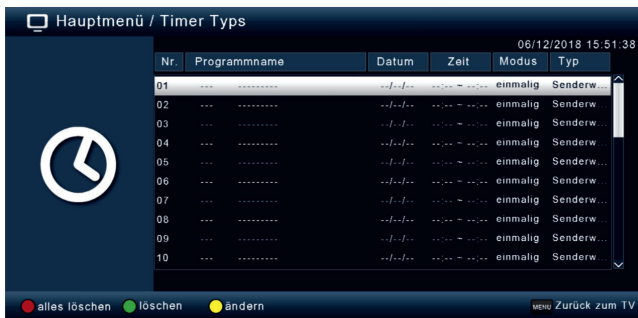 Hauptmenü / Timer Typs
06/12/2018 15:51:38
Nr. Programmname Datum Zeit Modus Typ
01 --- --------- --/--/-- --:-- ~ --:-- einmalig Senderw...
02 --- --------- --/--/-- --:-- ~ --:-- einmalig Senderw...
03 --- --------- --/--/-- --:-- ~ --:-- einmalig Senderw...
04 --- --------- --/--/-- --:-- ~ --:-- einmalig Senderw...
05 --- --------- --/--/-- --:-- ~ --:-- einmalig Senderw...
06 --- --------- --/--/-- --:-- ~ --:-- einmalig Senderw...
07 --- --------- --/--/-- --:-- ~ --:-- einmalig Senderw...
08 --- --------- --/--/-- --:-- ~ --:-- einmalig Senderw...
09 --- --------- --/--/-- --:-- ~ --:-- einmalig Senderw...
10 --- --------- --/--/-- --:-- ~ --:-- einmalig Senderw...
alles löschen löschen ändern MENU Zurück zum TV